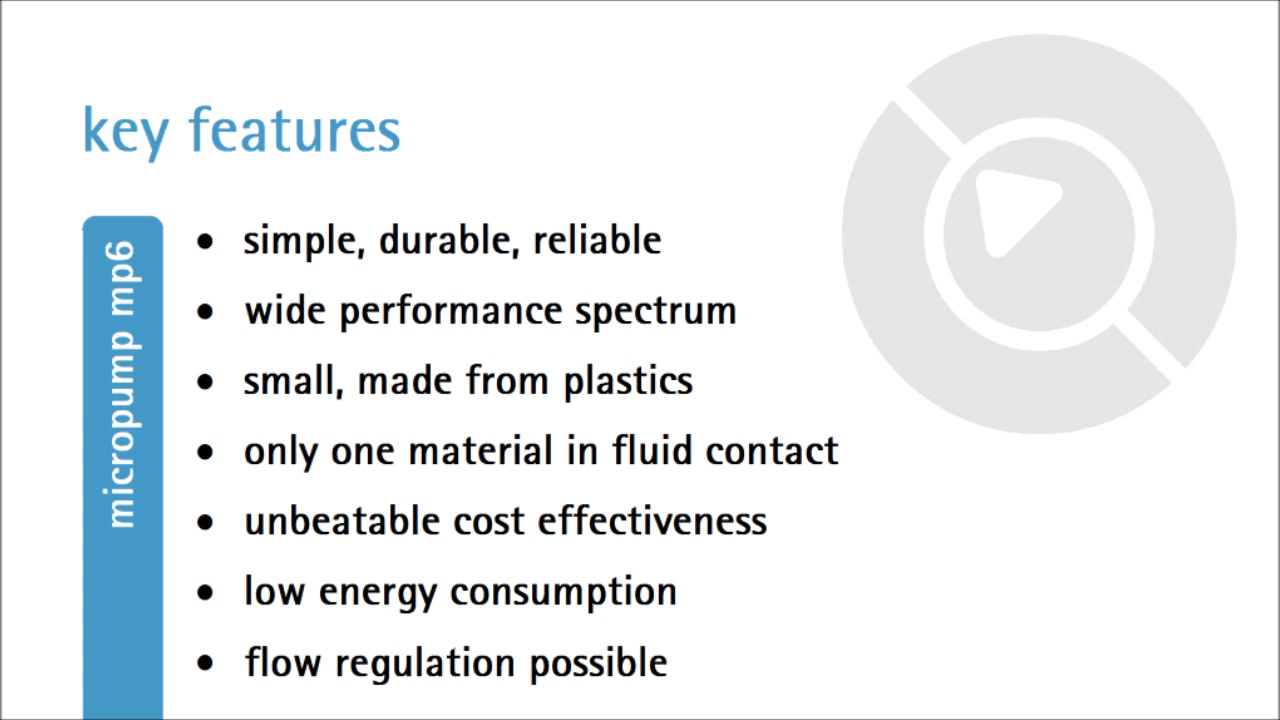 key features
micropump mp6
• simple, durable, reliable
• wide performance spectrum
• small, made from plastics
• only one material in fluid contact
• unbeatable cost effectiveness
• low energy consumption
• flow regulation possible